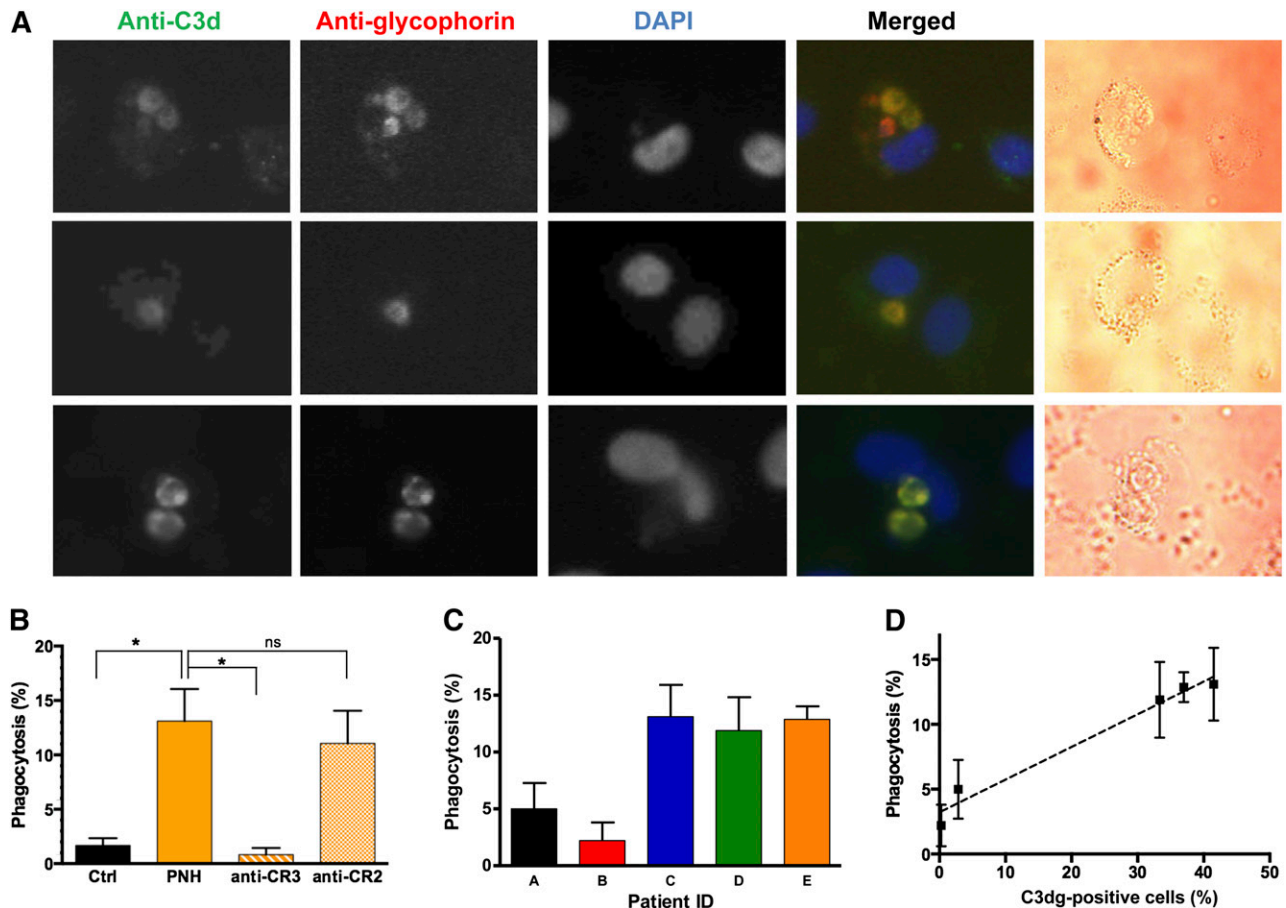 A
Anti-C3d Anti-glycophorin DAPI Merged
B
Phagocytosis (%)
20
15
10
5
0
* * ns
Ctrl PNH anti-CR3 anti-CR2
C
Phagocytosis (%)
20
15
10
5
0
A B C D E
Patient ID
D
Phagocytosis (%)
15
10
5
0
0 10 20 30 40 50
C3dg-positive cells (%)